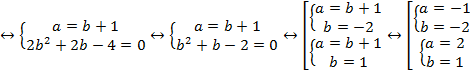 ↔ { a = b + 1 ; 2b² + 2b − 4 = 0 ↔ { a = b + 1 ; b² + b − 2 = 0 ↔ [ { a = b + 1 ; b = −2 ; { a = b + 1 ; b = 1 ↔ [ { a = −1 ; b = −2 ; { a = 2 ; b = 1